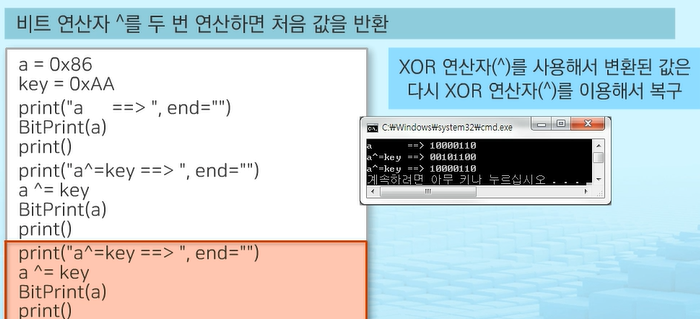 비트 연산자 ^를 두 번 연산하면 처음 값을 반환
a = 0x86
key = 0xAA
print("a      ==> ", end="")
BitPrint(a)
print()
print("a^=key ==> ", end="")
a ^= key
BitPrint(a)
print()
print("a^=key ==> ", end="")
a ^= key
BitPrint(a)
print()
XOR 연산자(^)를 사용해서 변환된 값은
다시 XOR 연산자(^)를 이용해서 복구
C:₩Windows₩system32₩cmd.exe
a      ==> 10000110
a^=key ==> 00101100
a^=key ==> 10000110
계속하려면 아무 키나 누르십시오 . . .